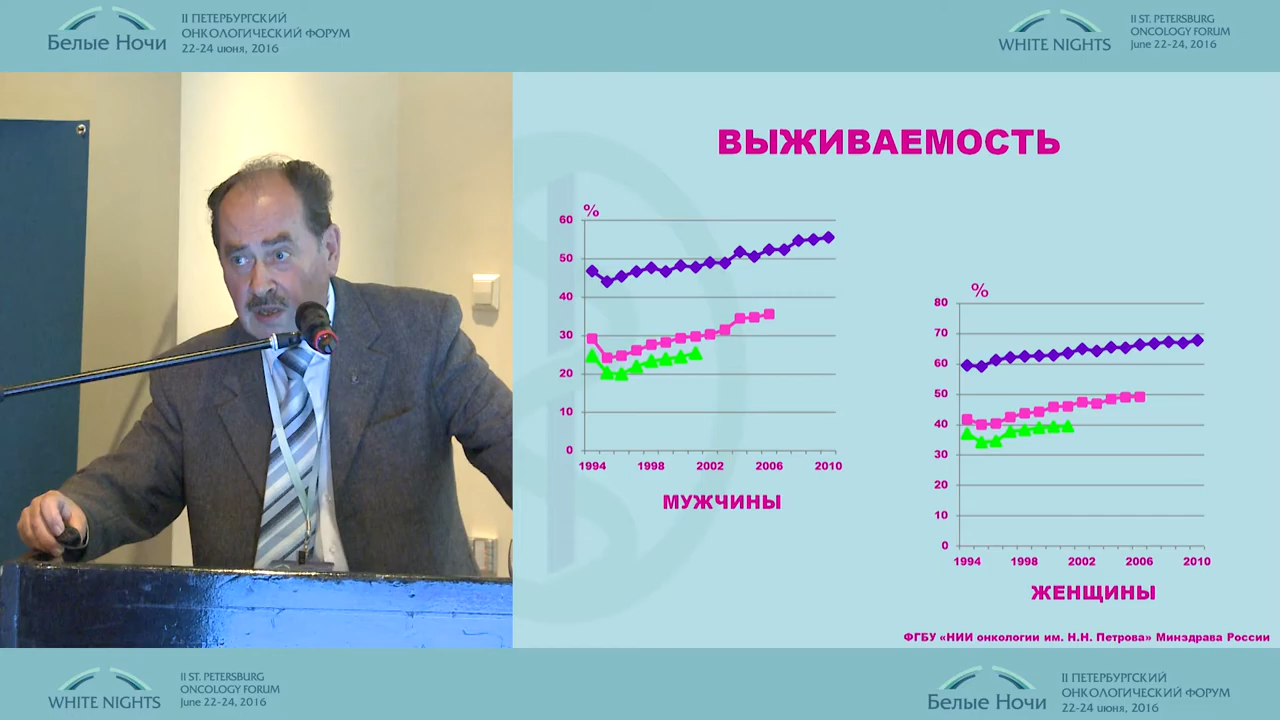 Белые Ночи
II ПЕТЕРБУРГСКИЙ
ОНКОЛОГИЧЕСКИЙ ФОРУМ
22-24 июня, 2016
WHITE NIGHTS
II ST. PETERSBURG
ONCOLOGY FORUM
June 22-24, 2016
ВЫЖИВАЕМОСТЬ
%
60
50
40
30
20
10
0
1994 1998 2002 2006 2010
МУЖЧИНЫ
%
80
70
60
50
40
30
20
10
0
1994 1998 2002 2006 2010
ЖЕНЩИНЫ
ФГБУ «НИИ онкологии им. Н.Н. Петрова» Минздрава России
WHITE NIGHTS
II ST. PETERSBURG
ONCOLOGY FORUM
June 22-24, 2016
Белые Ночи
II ПЕТЕРБУРГСКИЙ
ОНКОЛОГИЧЕСКИЙ ФОРУМ
22-24 июня, 2016